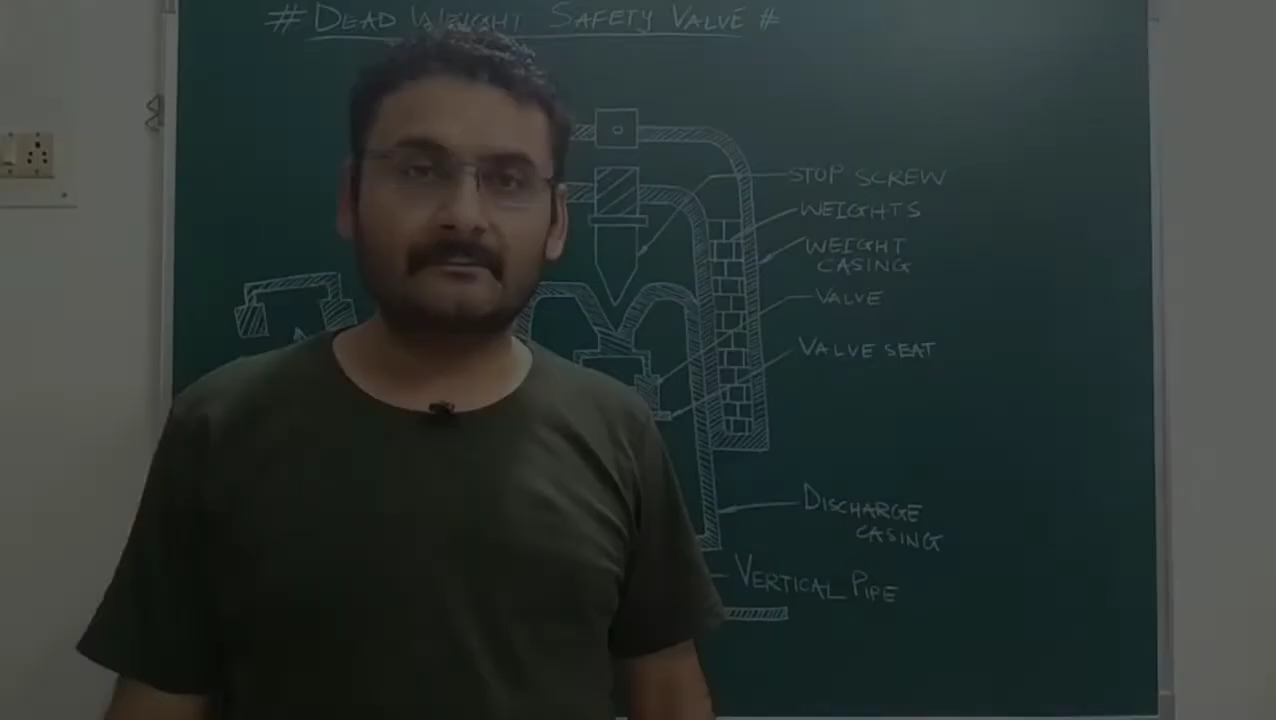 # DEAD WEIGHT SAFETY VALVE #
STOP SCREW
WEIGHTS
WEIGHT
CASING
VALVE
VALVE SEAT
DISCHARGE
CASING
VERTICAL PIPE